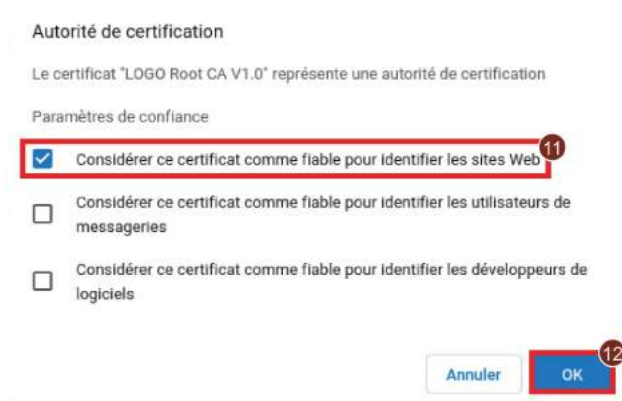 Autorité de certification
Le certificat "LOGO Root CA V1.0" représente une autorité de certification
Paramètres de confiance
11
Considérer ce certificat comme fiable pour identifier les sites Web
Considérer ce certificat comme fiable pour identifier les utilisateurs de
messageries
Considérer ce certificat comme fiable pour identifier les développeurs de
logiciels
12
Annuler OK